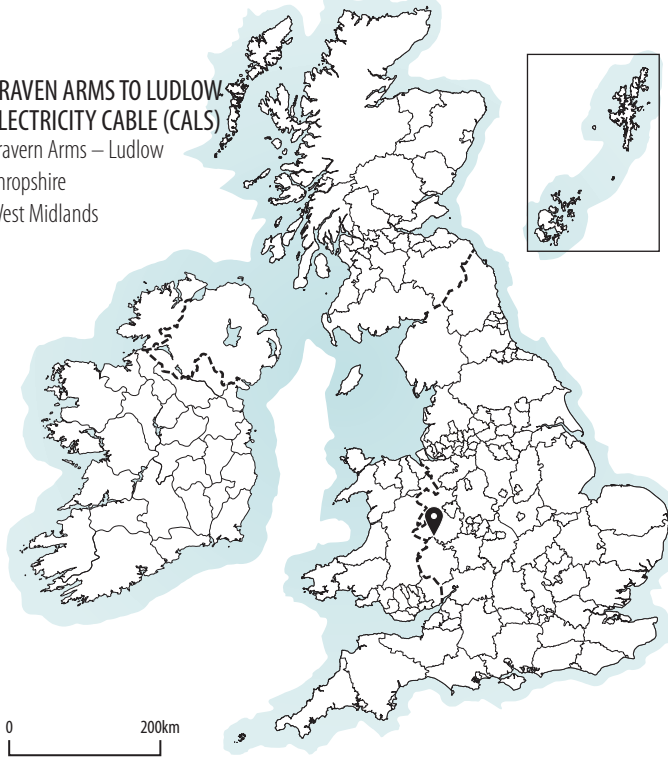 RAVEN ARMS TO LUDLOW
LECTRICITY CABLE (CALS)
ravern Arms – Ludlow
hropshire
West Midlands
0 200km